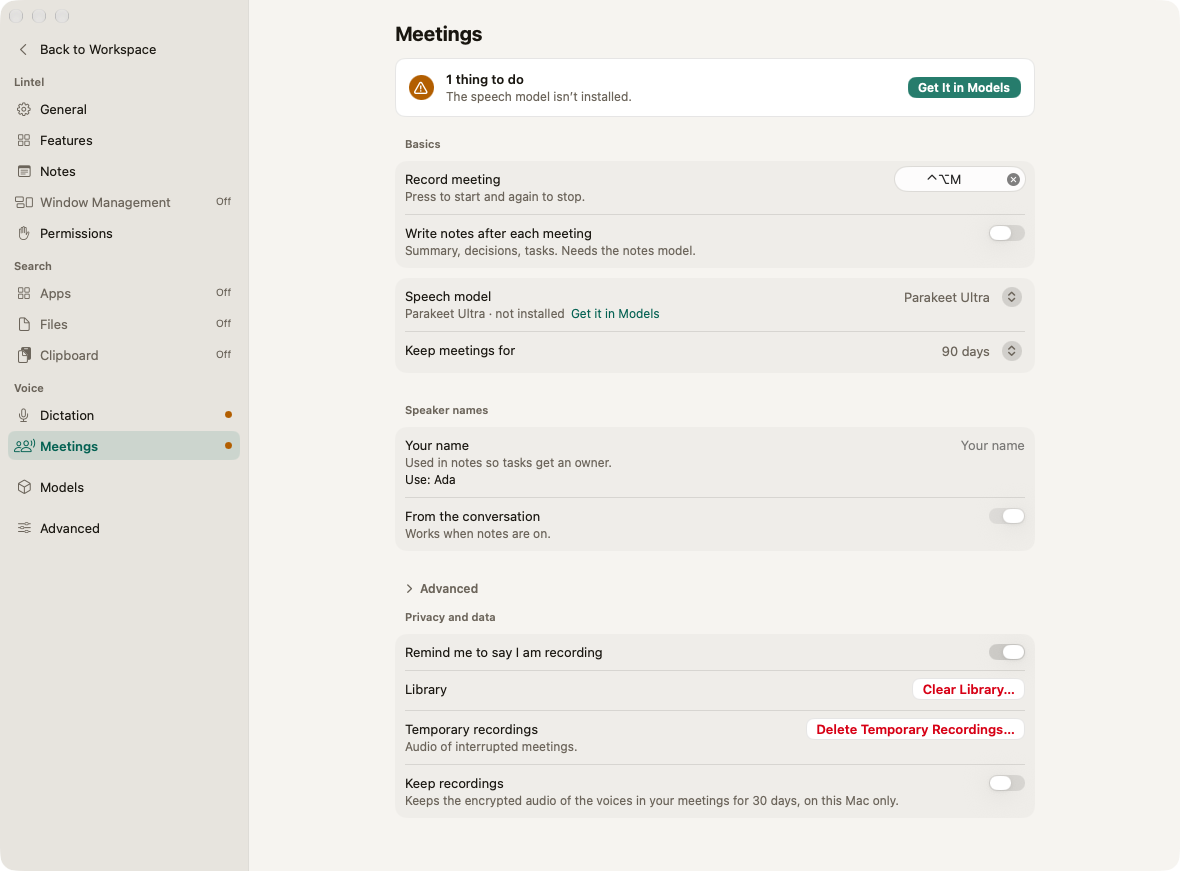 Back to Workspace
Lintel
General
Features
Notes
Window Management Off
Permissions
Search
Apps Off
Files Off
Clipboard Off
Voice
Dictation
Meetings
Models
Advanced
Meetings
1 thing to do
The speech model isn’t installed.
Get It in Models
Basics
Record meeting
Press to start and again to stop.
⌃⌥M
Write notes after each meeting
Summary, decisions, tasks. Needs the notes model.
Speech model
Parakeet Ultra · not installed Get it in Models
Parakeet Ultra
Keep meetings for
90 days
Speaker names
Your name
Used in notes so tasks get an owner.
Use: Ada
Your name
From the conversation
Works when notes are on.
Advanced
Privacy and data
Remind me to say I am recording
Library
Clear Library...
Temporary recordings
Audio of interrupted meetings.
Delete Temporary Recordings...
Keep recordings
Keeps the encrypted audio of the voices in your meetings for 30 days, on this Mac only.